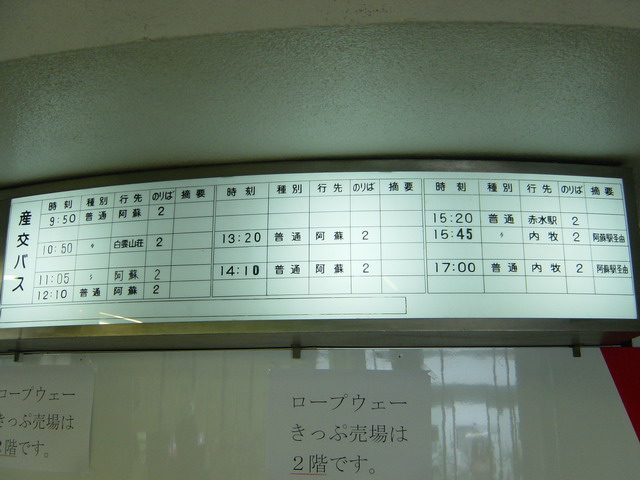 産交バス
時刻 種別 行先 のりば 摘要
9:50 普通 阿蘇 2
10:50 〃 白雲山荘 2
11:05 〃 阿蘇 2
12:10 普通 阿蘇 2
時刻 種別 行先 のりば 摘要
13:20 普通 阿蘇 2
14:10 普通 阿蘇 2
時刻 種別 行先 のりば 摘要
15:20 普通 赤水駅 2
15:45 〃 内牧 2 阿蘇駅経由
17:00 普通 内牧 2 阿蘇駅経由
ロープウェー
きっぷ売場は
2階です。
ロープウェー
きっぷ売場は
2階です。